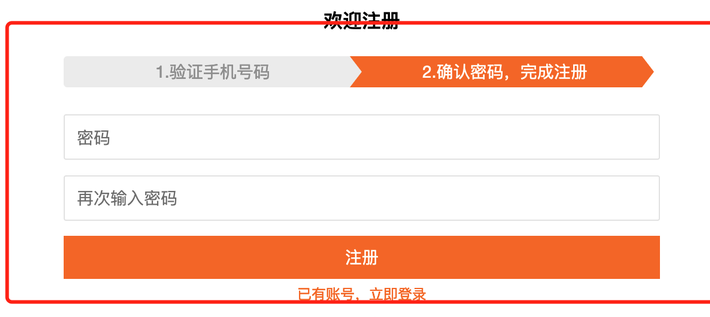 欢迎注册
1.验证手机号码
2.确认密码，完成注册
密码
再次输入密码
注册
已有账号，立即登录